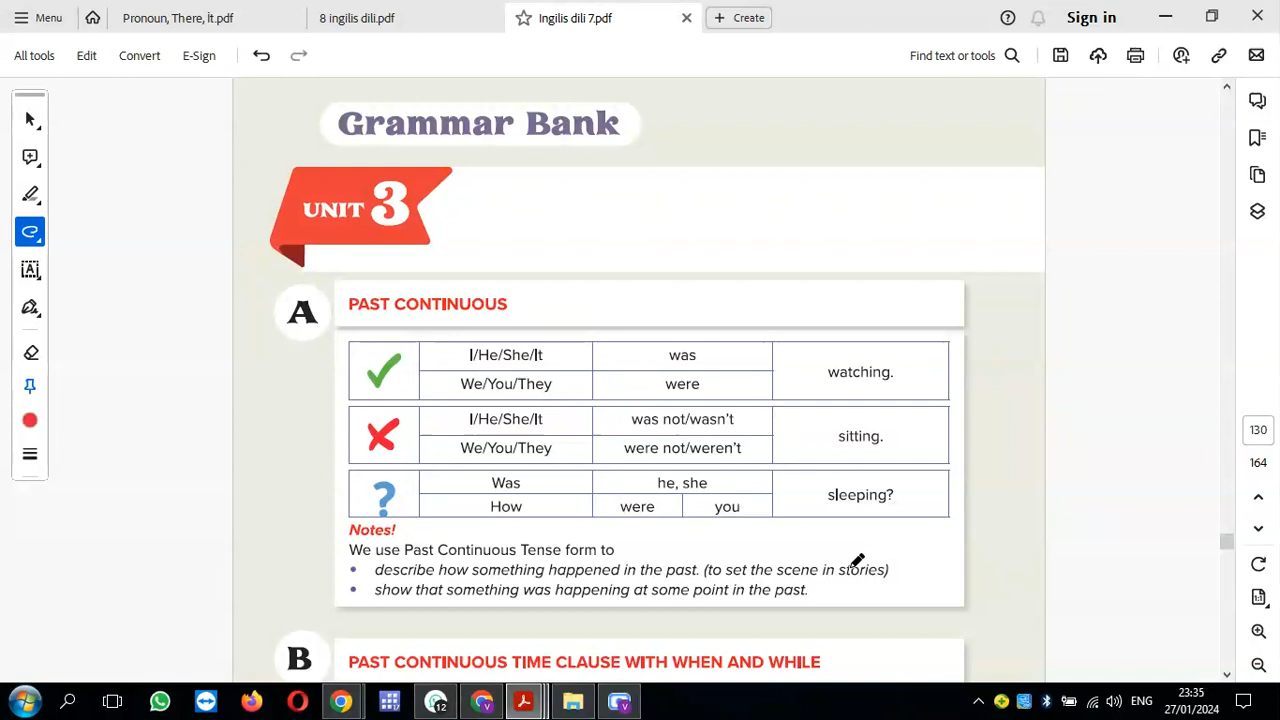 Menu
Pronoun, There, İt.pdf
8 ingilis dili.pdf
Ingilis dili 7.pdf
Create
Sign in
All tools
Edit
Convert
E-Sign
Find text or tools
Grammar Bank
UNIT 3
A
PAST CONTINUOUS
I/He/She/It was watching.
We/You/They were
I/He/She/It was not/wasn't sitting.
We/You/They were not/weren't
? Was he, she sleeping?
How were you
Notes!
We use Past Continuous Tense form to
• describe how something happened in the past. (to set the scene in stories)
• show that something was happening at some point in the past.
B
PAST CONTINUOUS TIME CLAUSE WITH WHEN AND WHILE
130
164
12
ENG
23:35
27/01/2024